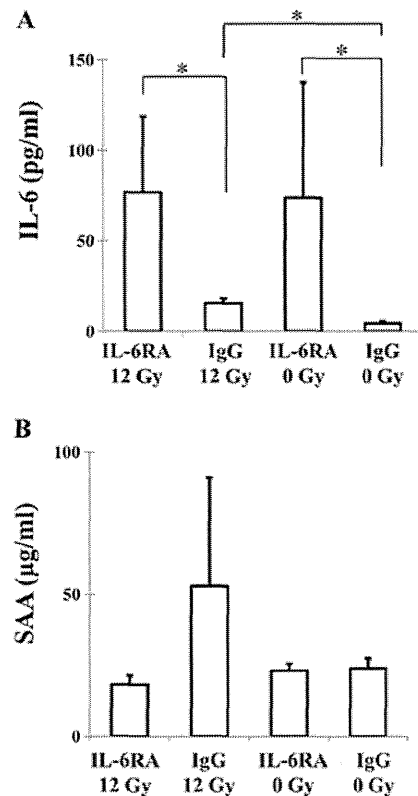 A
*
* *
150
100
50
0
IL-6 (pg/ml)
IL-6RA IgG IL-6RA IgG
12 Gy 12 Gy 0 Gy 0 Gy
B
100
50
0
SAA (μg/ml)
IL-6RA IgG IL-6RA IgG
12 Gy 12 Gy 0 Gy 0 Gy